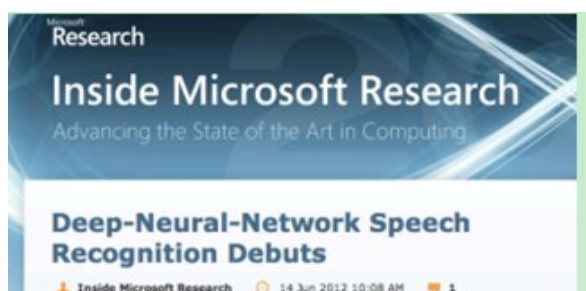 Microsoft
Research
Inside Microsoft Research
Advancing the State of the Art in Computing
Deep-Neural-Network Speech
Recognition Debuts
Inside Microsoft Research 14 Jun 2012 10:08 AM 1